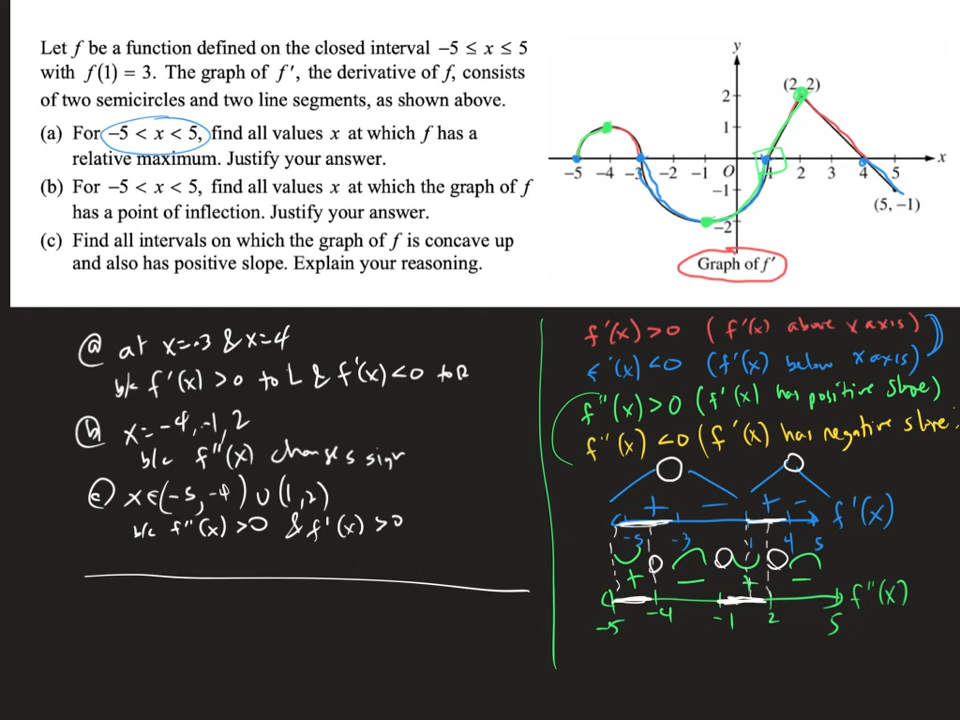 Let f be a function defined on the closed interval −5 ≤ x ≤ 5
with f(1) = 3. The graph of f′, the derivative of f, consists
of two semicircles and two line segments, as shown above.
(a) For −5 < x < 5, find all values x at which f has a
relative maximum. Justify your answer.
(b) For −5 < x < 5, find all values x at which the graph of f
has a point of inflection. Justify your answer.
(c) Find all intervals on which the graph of f is concave up
and also has positive slope. Explain your reasoning.
y
(2, 2)
2
1
x
−5 −4 −3 −2 −1 O 1 2 3 4 5
−1
−2
(5, −1)
Graph of f′
@ at x=-3 & x=4
b/c f'(x) >0 to L & f'(x)<0 to R
(b) x=-4,-1,2
b/c f''(x) changes sign
(c) x∈(-5,-4) ∪ (1,2)
b/c f''(x) >0 & f'(x) >0
f'(x)>0 (f'(x) above x axis)
f'(x)<0 (f'(x) below x axis)
f''(x)>0 (f'(x) has positive slope)
f''(x)<0 (f'(x) has negative slope)
+ − + − f'(x)
-5 -3 1 4 5
+ − + − f''(x)
-5 -4 -1 2 5